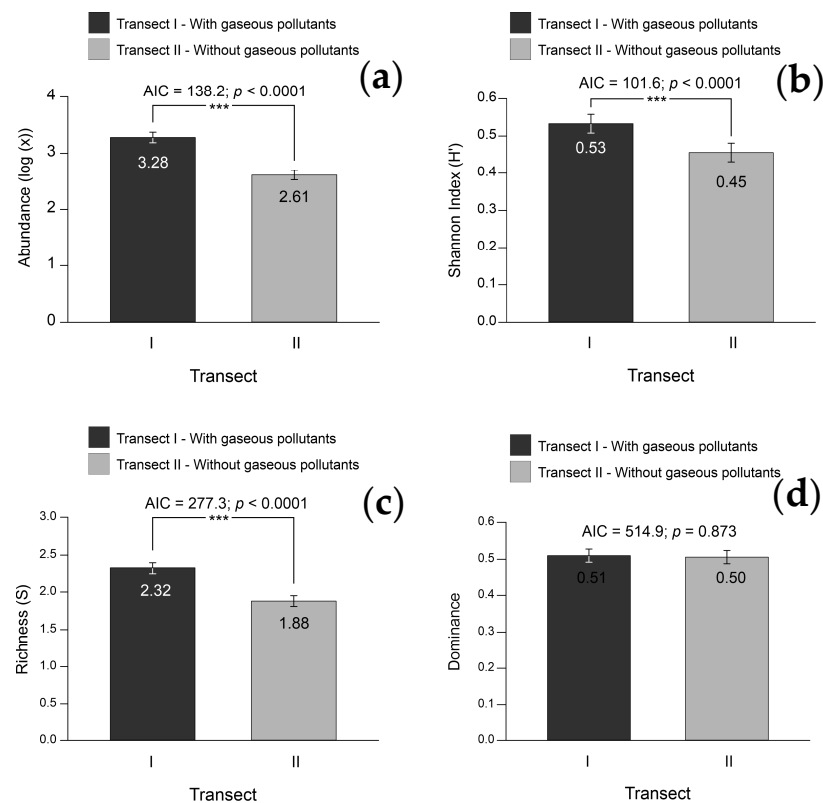 Transect I - With gaseous pollutants
Transect II - Without gaseous pollutants
(a)
AIC = 138.2; p < 0.0001
***
4
3
2
1
0
Abundance (log (x))
3.28
2.61
I
II
Transect
Transect I - With gaseous pollutants
Transect II - Without gaseous pollutants
(b)
AIC = 101.6; p < 0.0001
***
0.6
0.5
0.4
0.3
0.2
0.1
0.0
Shannon Index (H')
0.53
0.45
I
II
Transect
Transect I - With gaseous pollutants
Transect II - Without gaseous pollutants
(c)
AIC = 277.3; p < 0.0001
***
3.0
2.5
2.0
1.5
1.0
0.5
0.0
Richness (S)
2.32
1.88
I
II
Transect
Transect I - With gaseous pollutants
Transect II - Without gaseous pollutants
(d)
AIC = 514.9; p = 0.873
0.6
0.5
0.4
0.3
0.2
0.1
0.0
Dominance
0.51
0.50
I
II
Transect